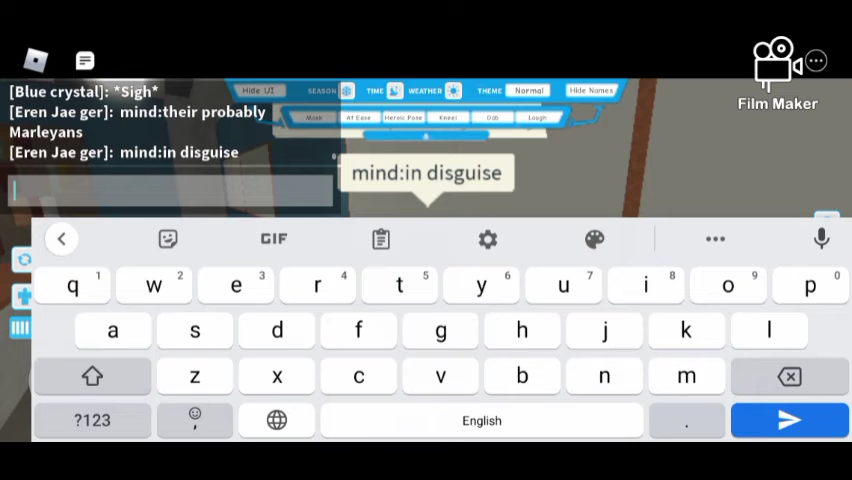 Film Maker
[Blue crystal]: *Sigh*
[Eren Jae ger]: mind:their probably
Marleyans
[Eren Jae ger]: mind:in disguise
Hide UI SEASON TIME WEATHER THEME Normal Hide Names
Mask At Ease Heroic Pose Kneel Dab Laugh
mind:in disguise
GIF
q 1 w 2 e 3 r 4 t 5 y 6 u 7 i 8 o 9 p 0
a s d f g h j k l
z x c v b n m
?123 , English .